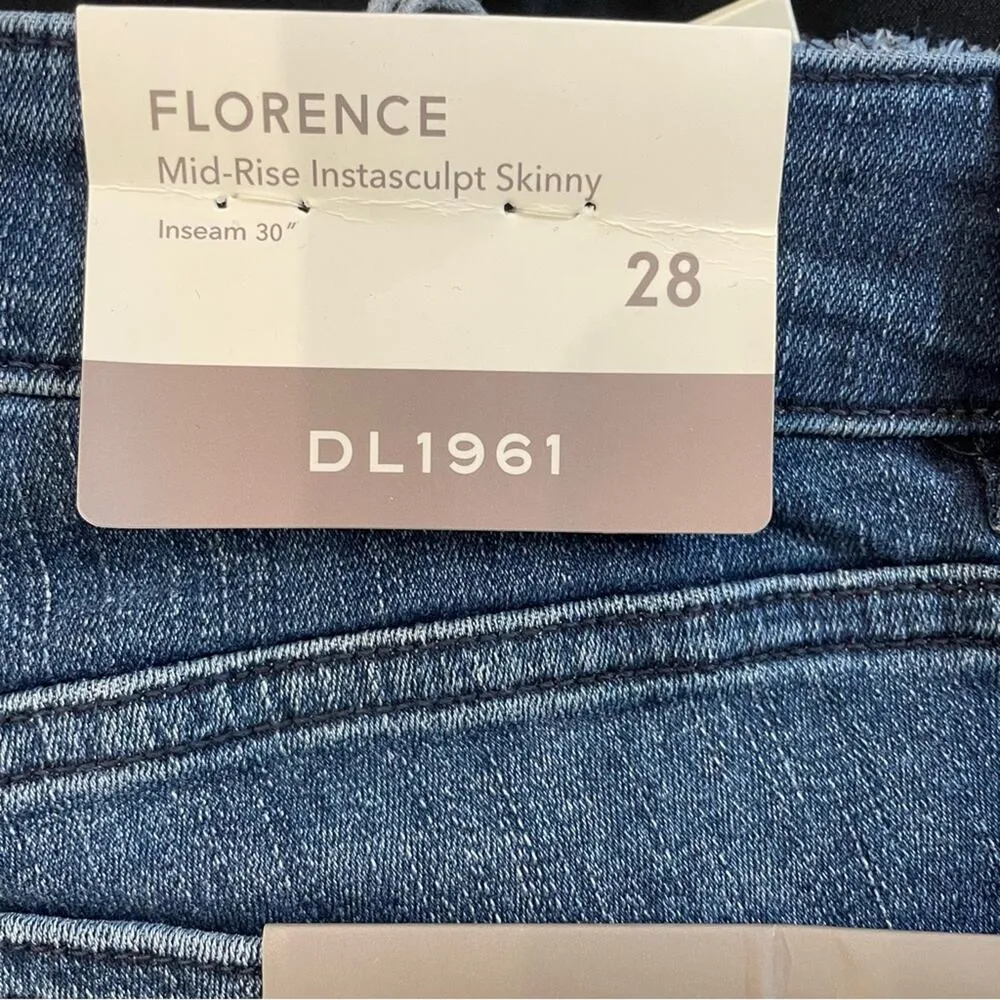 FLORENCE
Mid-Rise Instasculpt Skinny
Inseam 30"
28
DL1961